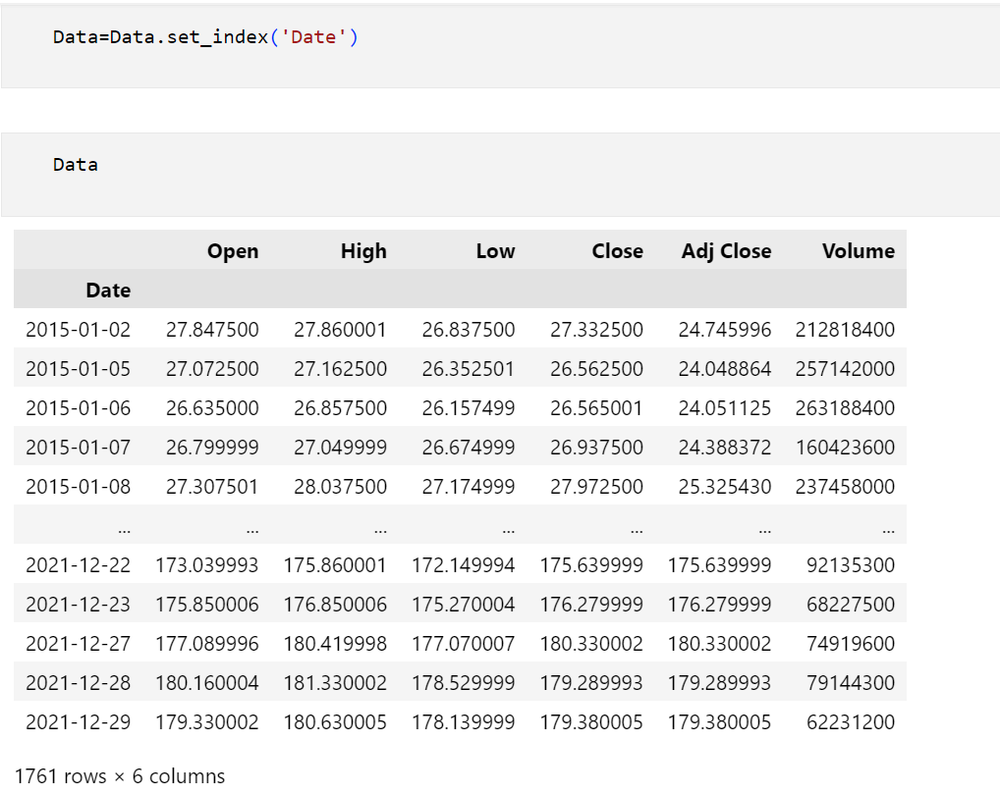 Data=Data.set_index('Date')
Data
Open High Low Close Adj Close Volume
Date
2015-01-02 27.847500 27.860001 26.837500 27.332500 24.745996 212818400
2015-01-05 27.072500 27.162500 26.352501 26.562500 24.048864 257142000
2015-01-06 26.635000 26.857500 26.157499 26.565001 24.051125 263188400
2015-01-07 26.799999 27.049999 26.674999 26.937500 24.388372 160423600
2015-01-08 27.307501 28.037500 27.174999 27.972500 25.325430 237458000
... ... ... ... ... ... ...
2021-12-22 173.039993 175.860001 172.149994 175.639999 175.639999 92135300
2021-12-23 175.850006 176.850006 175.270004 176.279999 176.279999 68227500
2021-12-27 177.089996 180.419998 177.070007 180.330002 180.330002 74919600
2021-12-28 180.160004 181.330002 178.529999 179.289993 179.289993 79144300
2021-12-29 179.330002 180.630005 178.139999 179.380005 179.380005 62231200
1761 rows × 6 columns